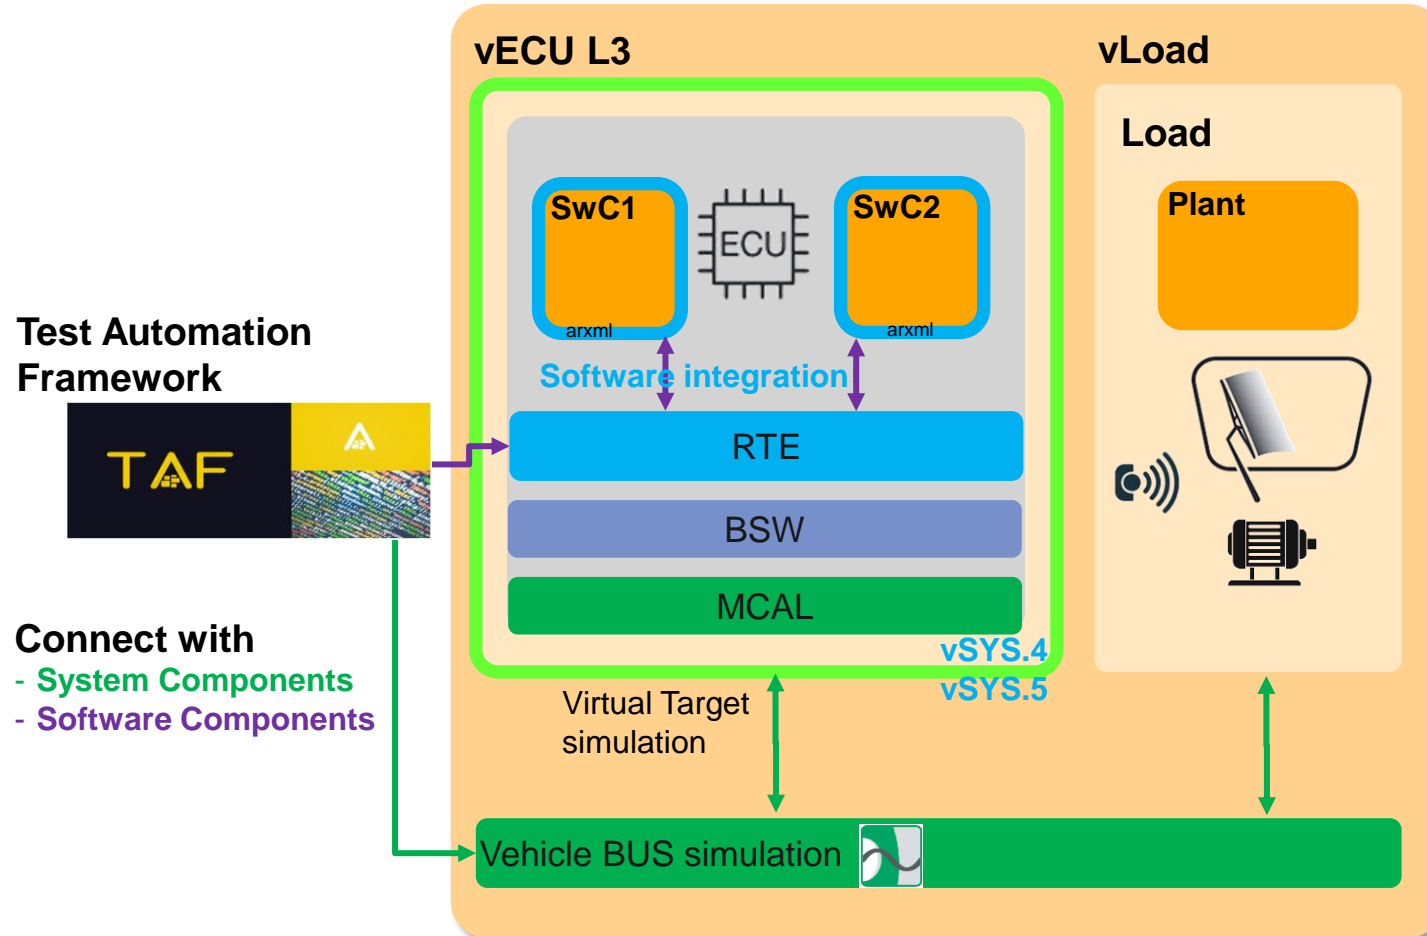 vECU L3
vLoad
Load
SwC1
SwC2
Plant
ECU
arxml
arxml
Test Automation
Framework
Software integration
TAF
RTE
BSW
MCAL
Connect with
- System Components
- Software Components
vSYS.4
vSYS.5
Virtual Target
simulation
Vehicle BUS simulation